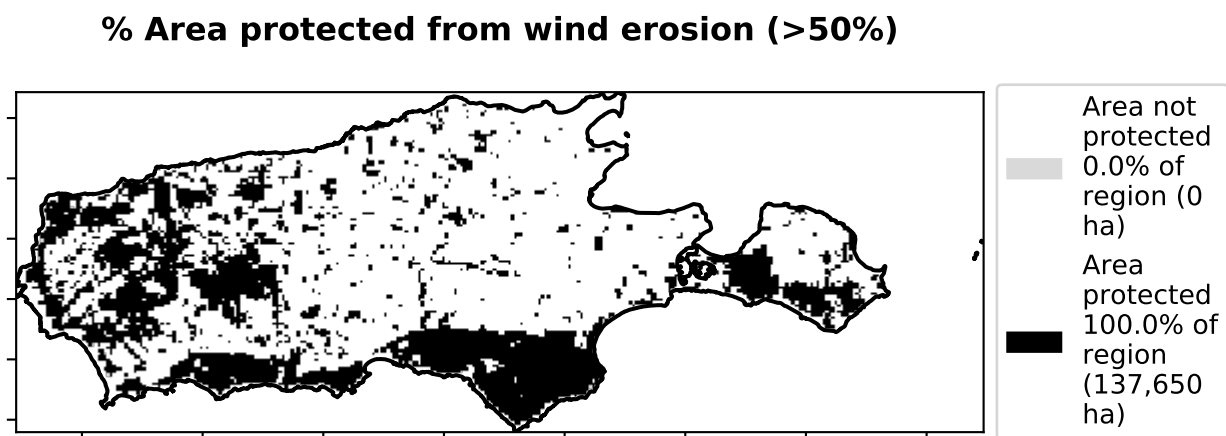 % Area protected from wind erosion (>50%)
Area not
protected
0.0% of
region (0
ha)
Area
protected
100.0% of
region
(137,650
ha)